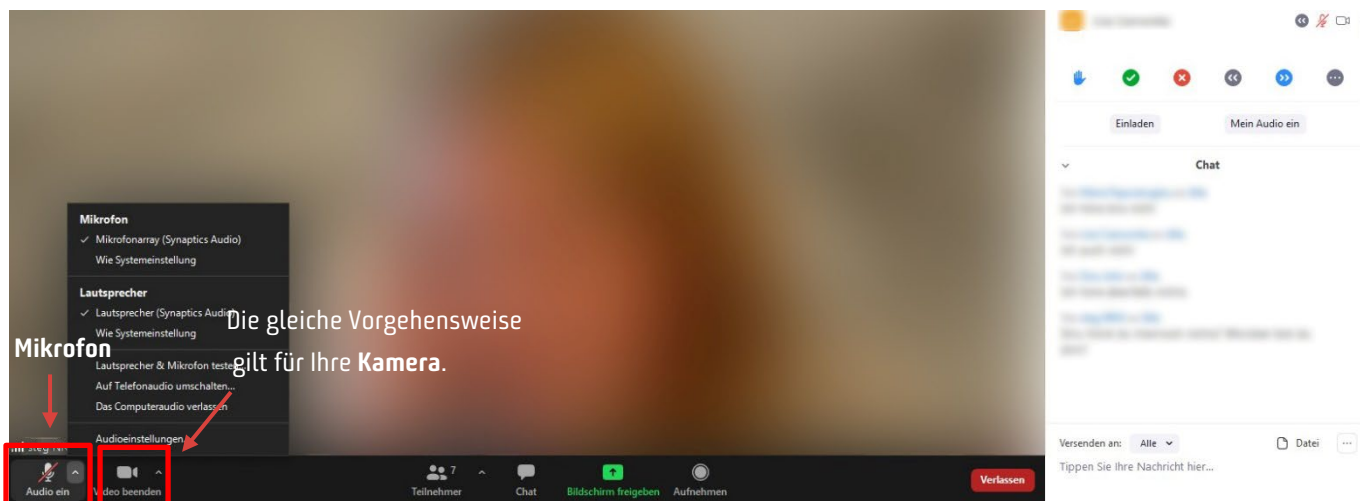 Mikrofon
Mikrofonarray (Synaptics Audio)
Wie Systemeinstellung
Lautsprecher
Lautsprecher (Synaptics Audio)
Wie Systemeinstellung
Lautsprecher & Mikrofon testen
Auf Telefonaudio umschalten...
Das Computeraudio verlassen
Audioeinstellungen...
Mikrofon
Die gleiche Vorgehensweise
gilt für Ihre Kamera.
Audio ein
Video beenden
7
Teilnehmer
Chat
Bildschirm freigeben
Aufnehmen
Verlassen
Einladen
Mein Audio ein
Chat
Versenden an: Alle
Datei
Tippen Sie Ihre Nachricht hier...